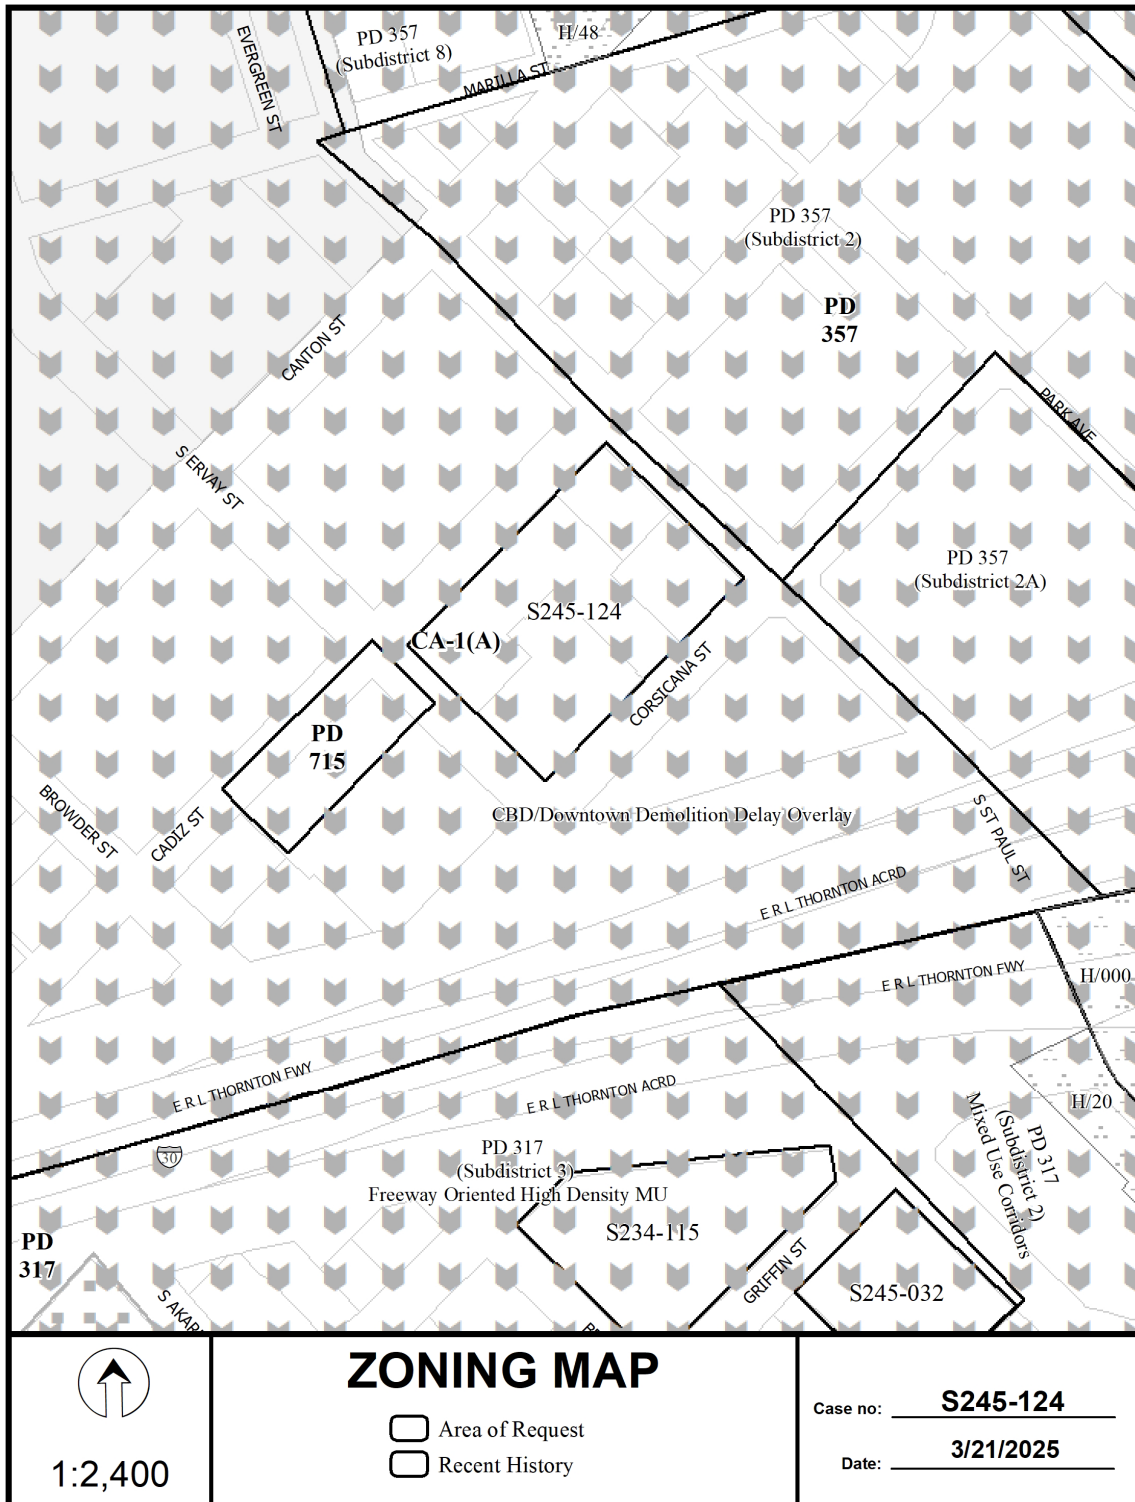 EVERGREEN ST
PD 357
(Subdistrict 8)
H/48
MARILLA ST
PD 357
(Subdistrict 2)
PD
357
CANTON ST
PARK AVE
S ERVAY ST
PD 357
(Subdistrict 2A)
S245-124
CA-1(A)
CORSICANA ST
PD
715
BROWDER ST
CADIZ ST
CBD/Downtown Demolition Delay Overlay
S ST PAUL ST
E R L THORNTON ACRD
E R L THORNTON FWY
H/000
E R L THORNTON FWY
E R L THORNTON ACRD
H/20
30
PD 317
(Subdistrict 3)
Freeway Oriented High Density MU
PD 317
(Subdistrict 2)
Mixed Use Corridors
S234-115
PD
317
GRIFFIN ST
S245-032
S AKAR
ZONING MAP
Area of Request
Recent History
1:2,400
Case no: S245-124
Date: 3/21/2025